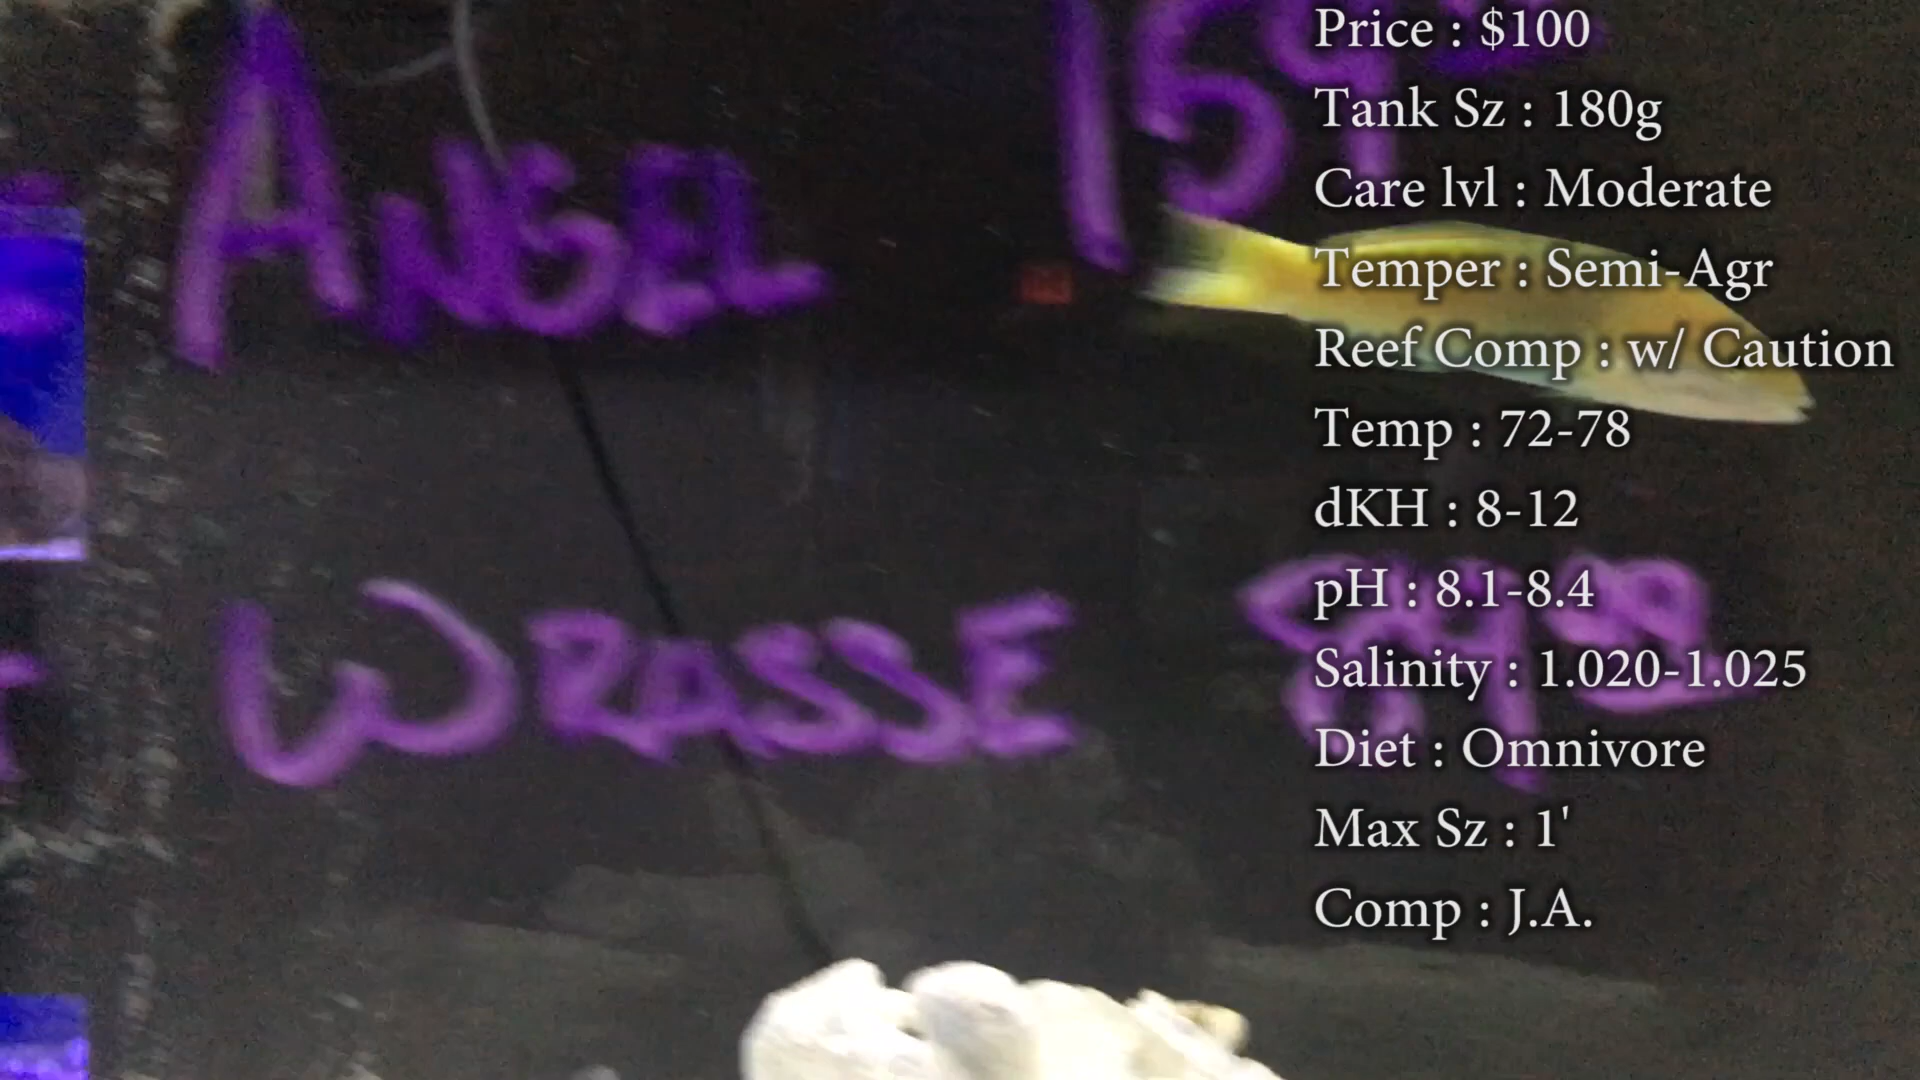 Price : $100
Tank Sz : 180g
Care lvl : Moderate
Temper : Semi-Agr
Reef Comp : w/ Caution
Temp : 72-78
dKH : 8-12
pH : 8.1-8.4
Salinity : 1.020-1.025
Diet : Omnivore
Max Sz : 1'
Comp : J.A.
ANGEL
WRASSE